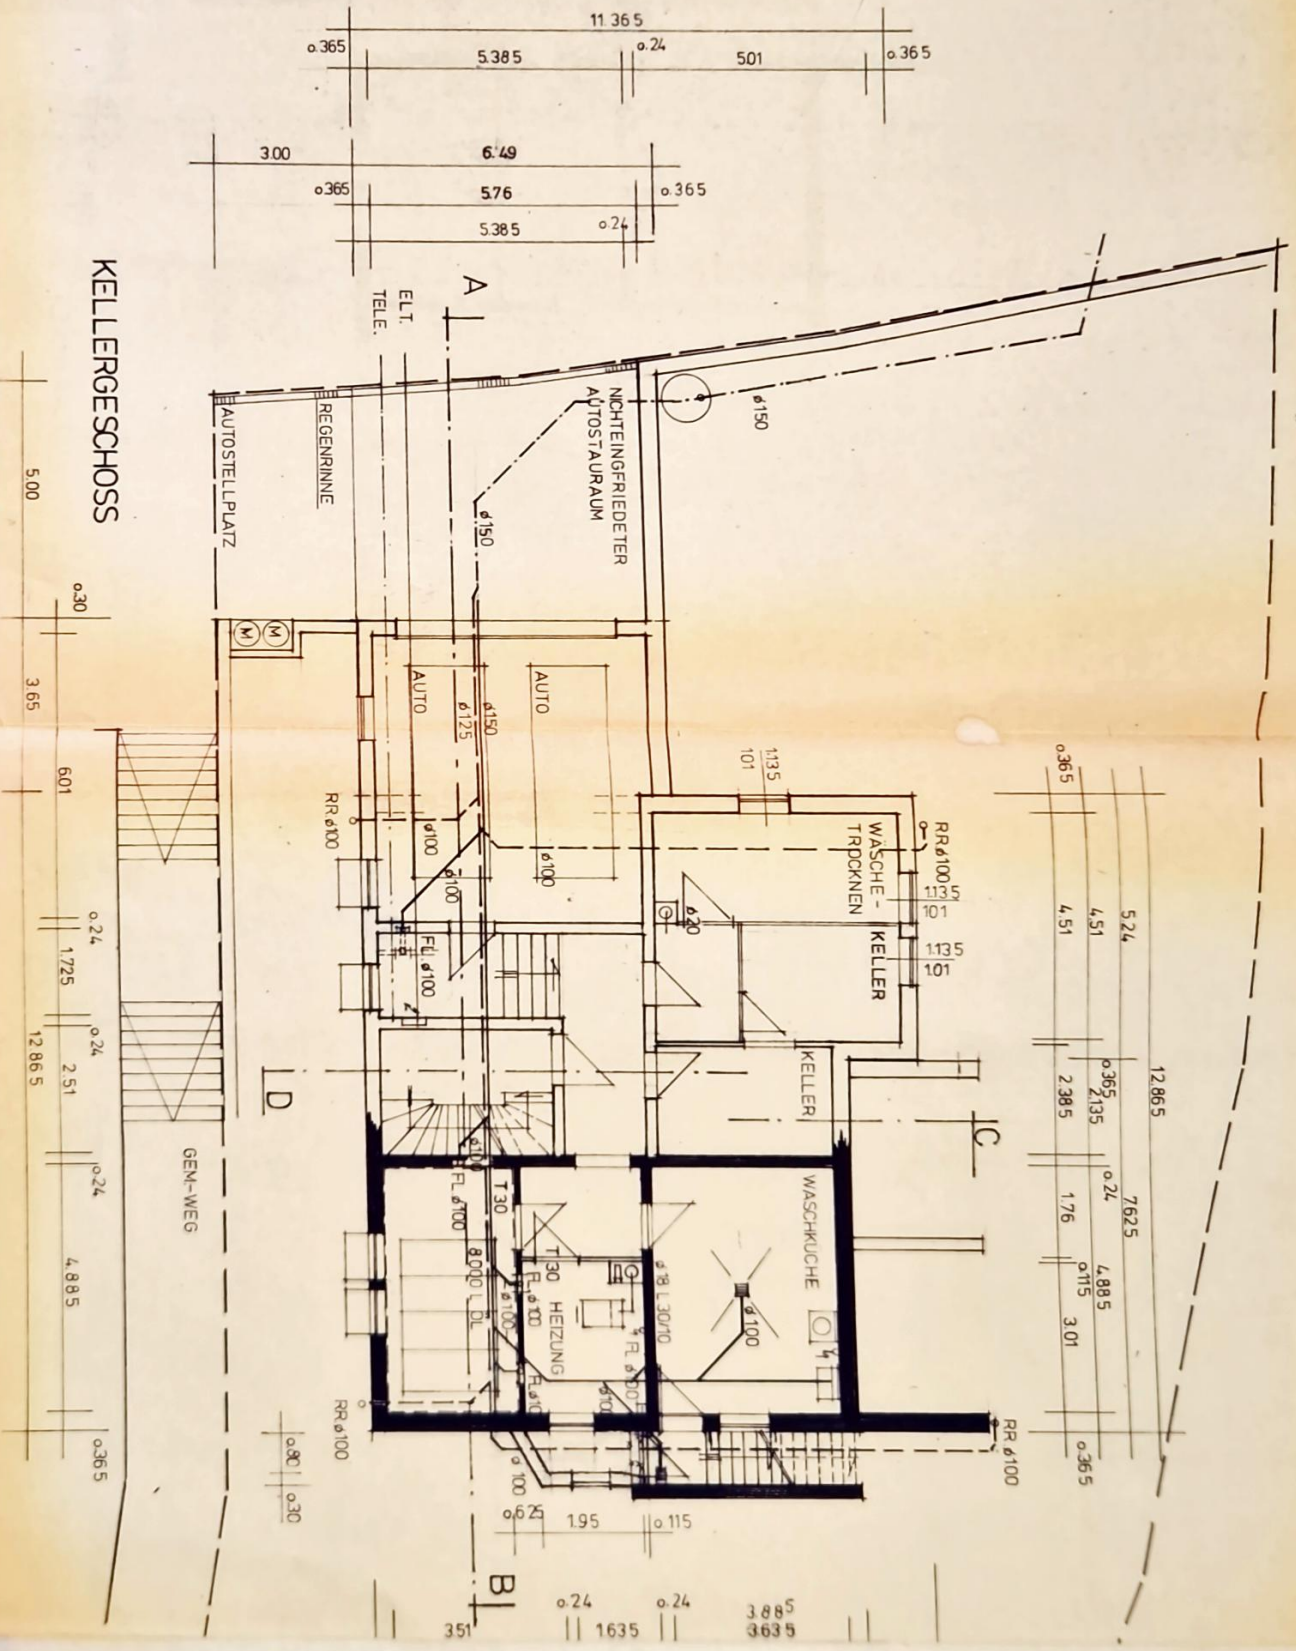 11.365
0.365
5.385
0.24
5.01
0.365
3.00
6.49
0.365
5.76
0.365
5.385
0.24
A
ELT.
TELE.
KELLERGESCHOSS
AUTOSTELLPLATZ
REGENRINNE
NICHTEINGFRIEDETER
AUTOSTAURAUM
ø150
ø150
5.00
0.30
M
M
AUTO
AUTO
ø150
ø125
3.65
6.01
RR ø100
ø100
ø100
ø100
1.135
1.01
WÄSCHE-
TROCKNEN
RR ø100
1.135
1.01
KELLER
1.135
1.01
FL ø100
KELLER
0.365
4.51
4.51
5.24
0.24
1.725
0.24
2.51
12.865
0.24
4.885
0.365
D
C
GEM.-WEG
2.385
2.135
0.365
12.865
0.24
1.76
7.625
0.115
4.885
3.01
0.365
WASCHKÜCHE
ø100
FL ø100
T 30
8.000 L ÖL
T 30
HEIZUNG
FL ø100
ø100
ø18 L 30/10
FL ø100
ø100
ø100
RR ø100
RR ø100
ø100
0.80
0.30
0.625
1.95
0.115
B
3.51
0.24
1.635
0.24
3.885
3.635